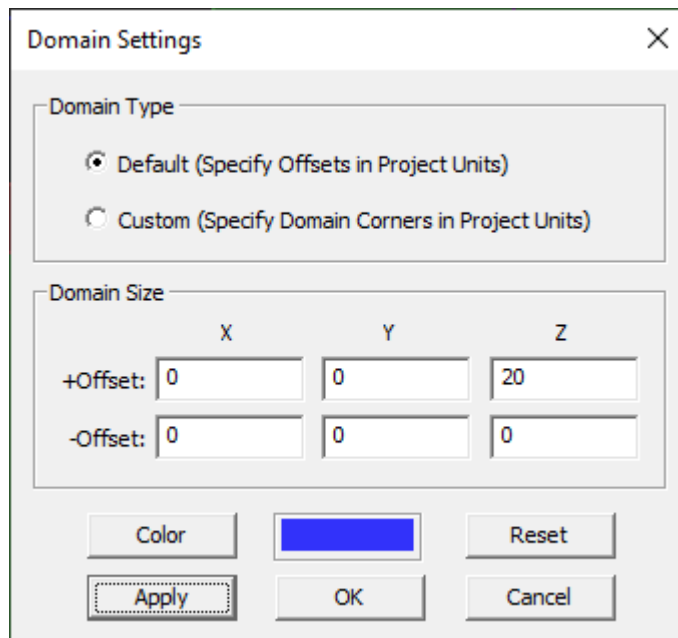 Domain Settings
Domain Type
Default (Specify Offsets in Project Units)
Custom (Specify Domain Corners in Project Units)
Domain Size
X Y Z
+Offset: 0 0 20
-Offset: 0 0 0
Color Reset
Apply OK Cancel